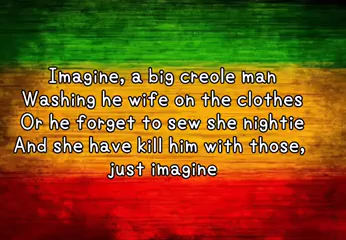 Imagine, a big creole man
Washing he wife on the clothes
Or he forget to sew she nightie
And she have kill him with those,
just imagine